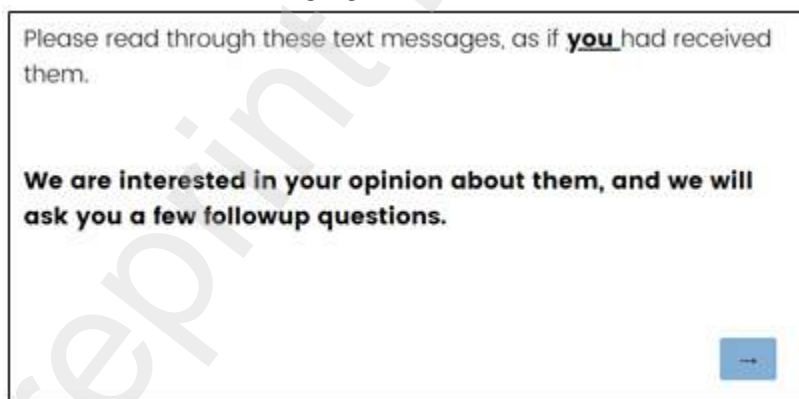 Please read through these text messages, as if you had received
them.
We are interested in your opinion about them, and we will
ask you a few followup questions.
→
eprint